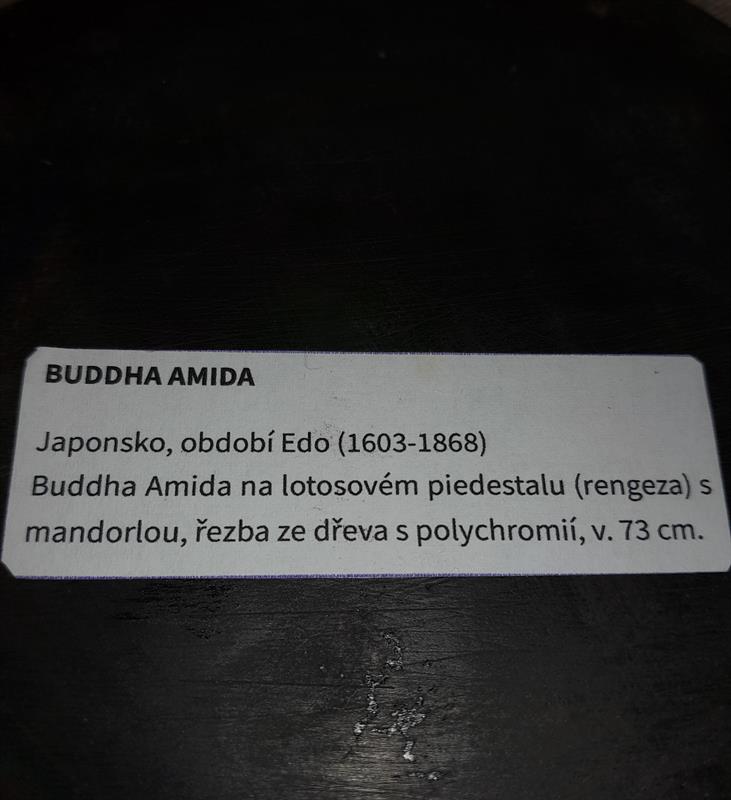 BUDDHA AMIDA
Japonsko, období Edo (1603-1868)
Buddha Amida na lotosovém piedestalu (rengeza) s
mandorlou, řezba ze dřeva s polychromií, v. 73 cm.